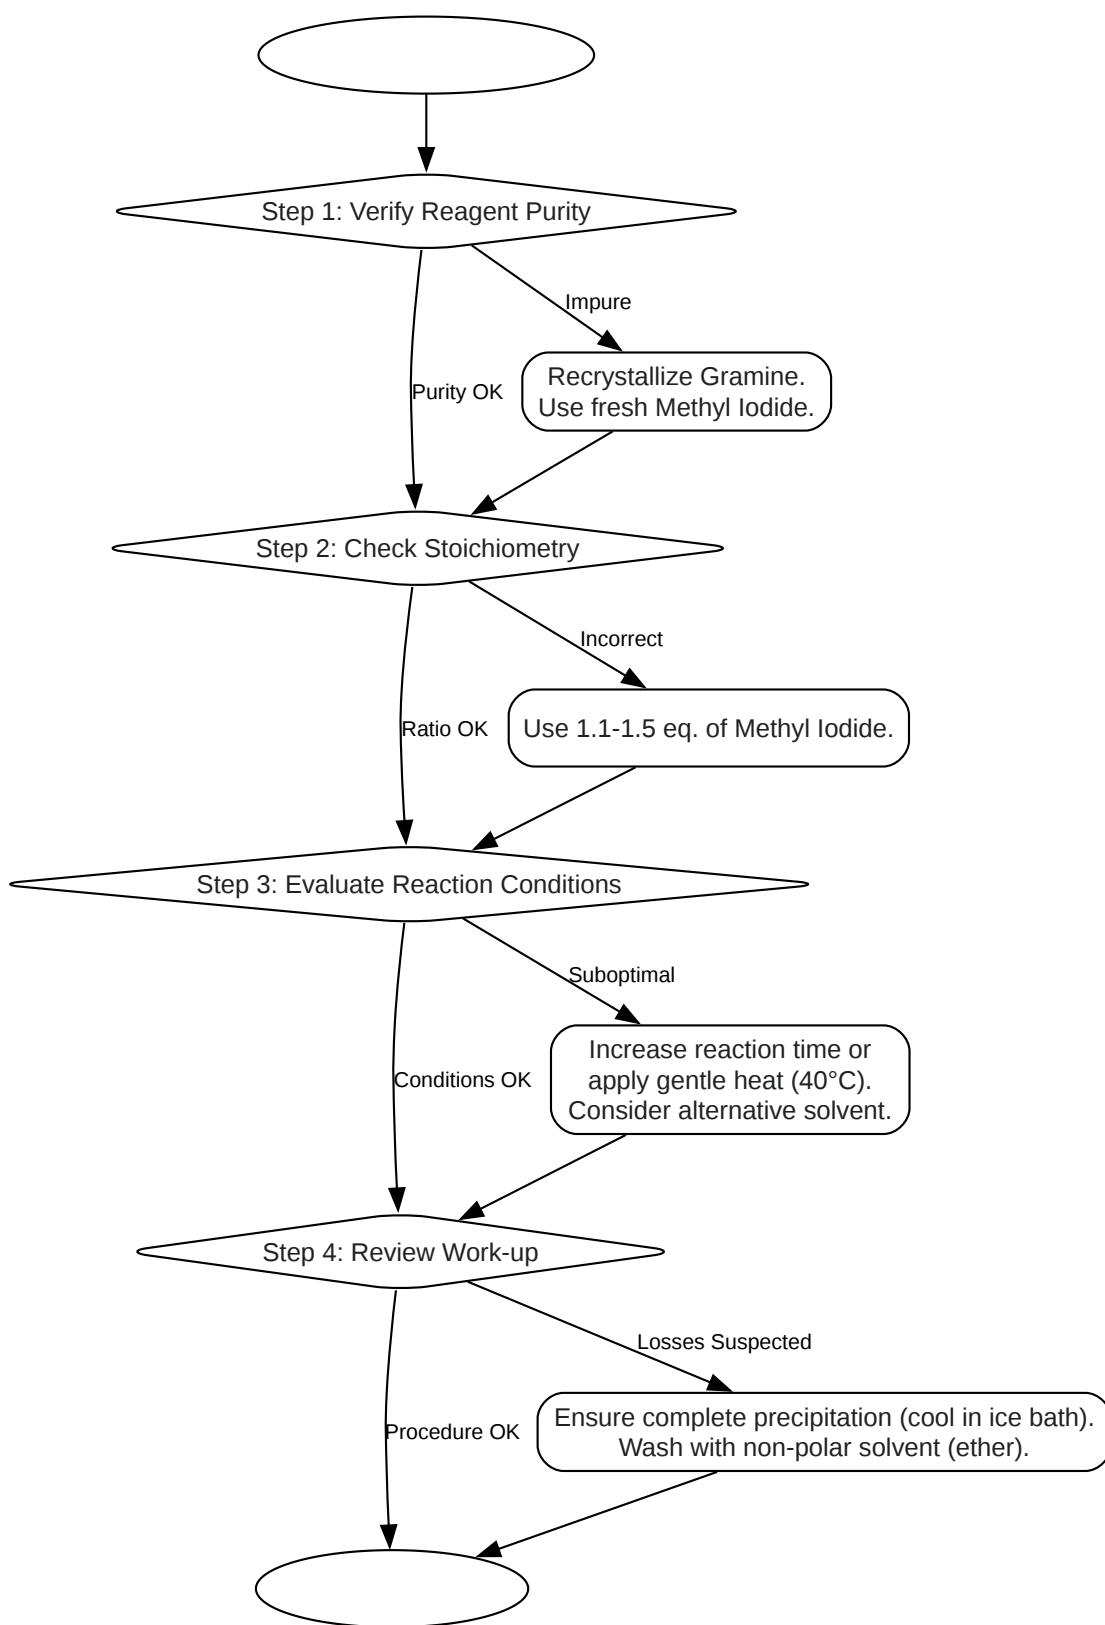 Step 1: Verify Reagent Purity
Impure
Recrystallize Gramine.
Use fresh Methyl Iodide.
Purity OK
Step 2: Check Stoichiometry
Incorrect
Use 1.1-1.5 eq. of Methyl Iodide.
Ratio OK
Step 3: Evaluate Reaction Conditions
Suboptimal
Increase reaction time or
apply gentle heat (40°C).
Consider alternative solvent.
Conditions OK
Step 4: Review Work-up
Losses Suspected
Ensure complete precipitation (cool in ice bath).
Wash with non-polar solvent (ether).
Procedure OK